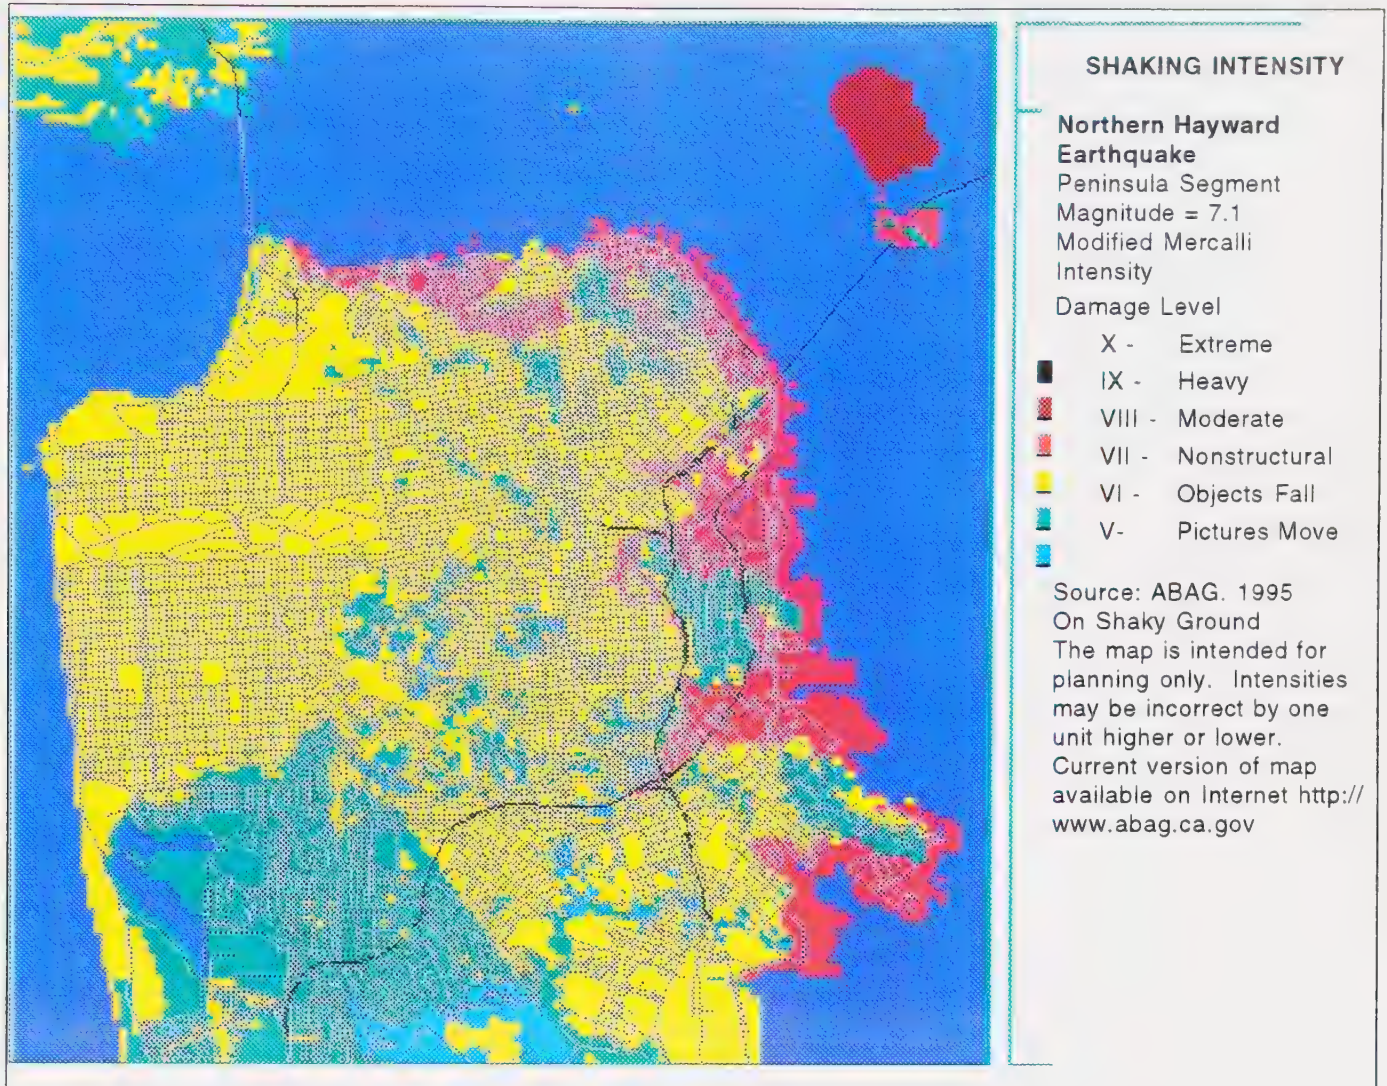 SHAKING INTENSITY
Northern Hayward
Earthquake
Peninsula Segment
Magnitude = 7.1
Modified Mercalli
Intensity
Damage Level
X - Extreme
IX - Heavy
VIII - Moderate
VII - Nonstructural
VI - Objects Fall
V- Pictures Move
Source: ABAG. 1995
On Shaky Ground
The map is intended for
planning only. Intensities
may be incorrect by one
unit higher or lower.
Current version of map
available on Internet http://
www.abag.ca.gov